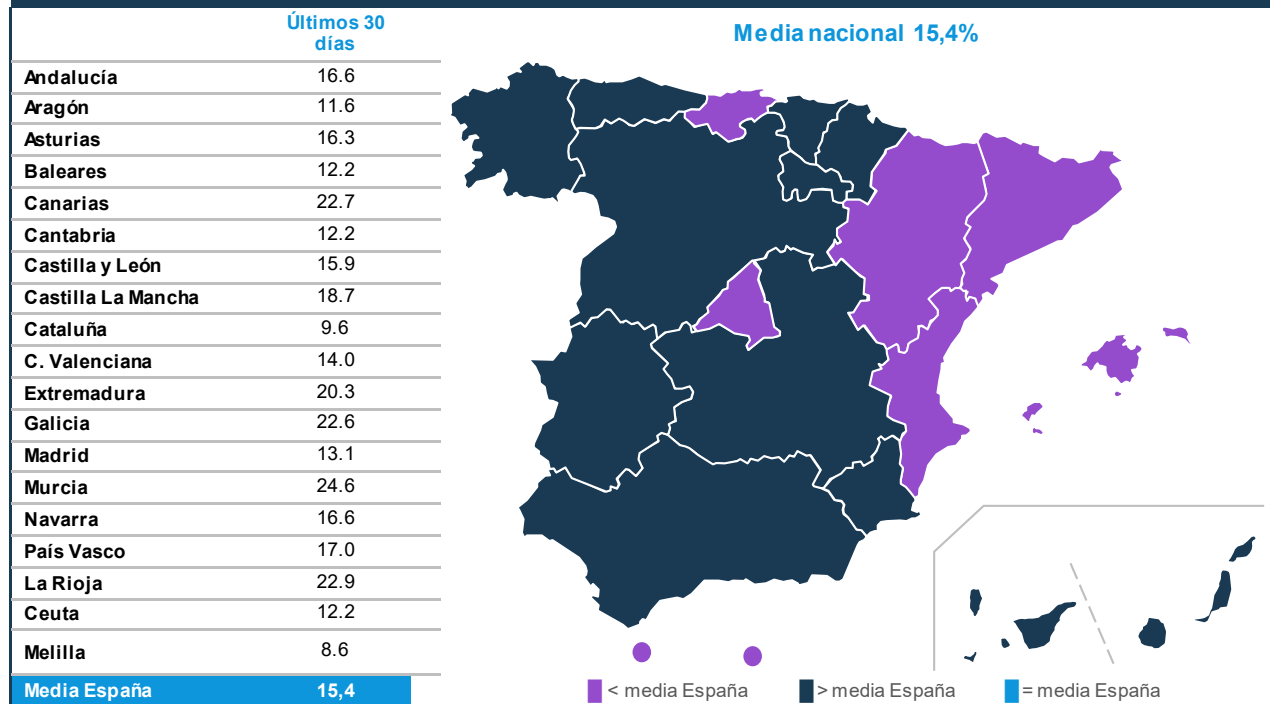 Últimos 30
días
Media nacional 15,4%
Andalucía 16.6
Aragón 11.6
Asturias 16.3
Baleares 12.2
Canarias 22.7
Cantabria 12.2
Castilla y León 15.9
Castilla La Mancha 18.7
Cataluña 9.6
C. Valenciana 14.0
Extremadura 20.3
Galicia 22.6
Madrid 13.1
Murcia 24.6
Navarra 16.6
País Vasco 17.0
La Rioja 22.9
Ceuta 12.2
Melilla 8.6
Media España 15,4
< media España
> media España
= media España